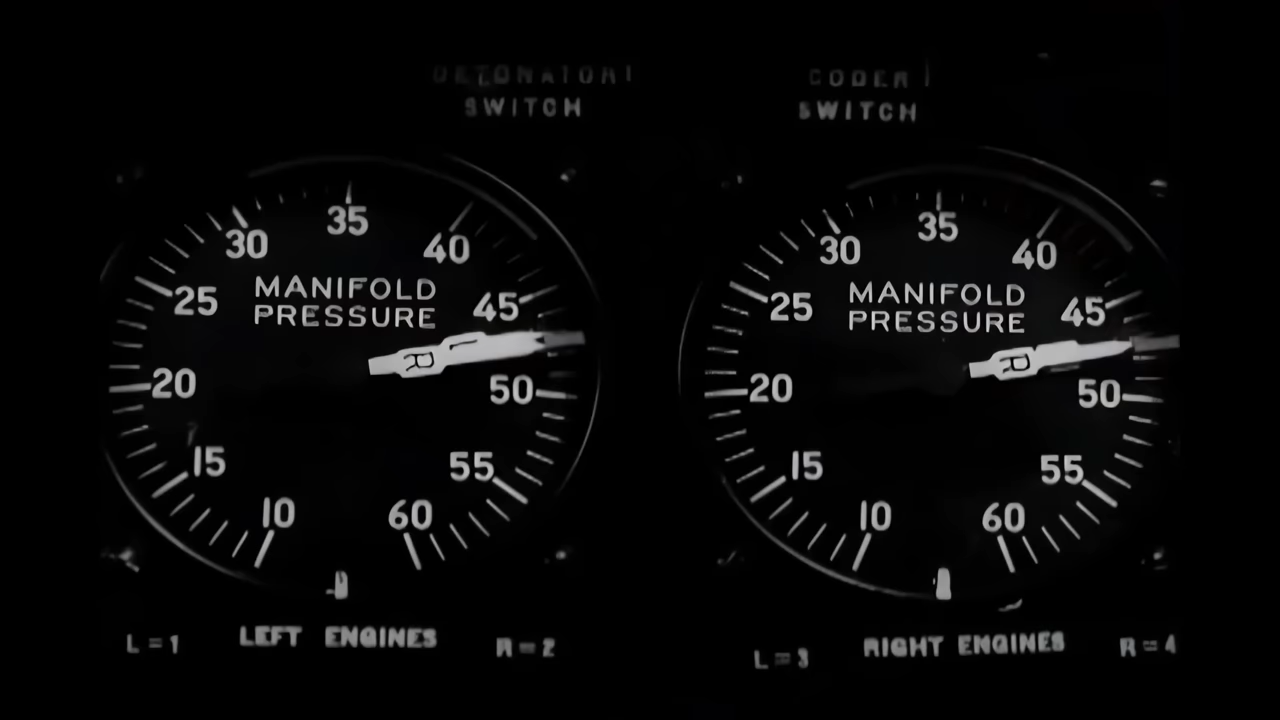 DETONATOR
SWITCH
CODER
SWITCH
35
30
40
MANIFOLD
PRESSURE
25
45
L
R
20
50
15
55
10
60
L = 1
LEFT ENGINES
R = 2
35
30
40
MANIFOLD
PRESSURE
25
45
R
20
50
15
55
10
60
L = 3
RIGHT ENGINES
R = 4